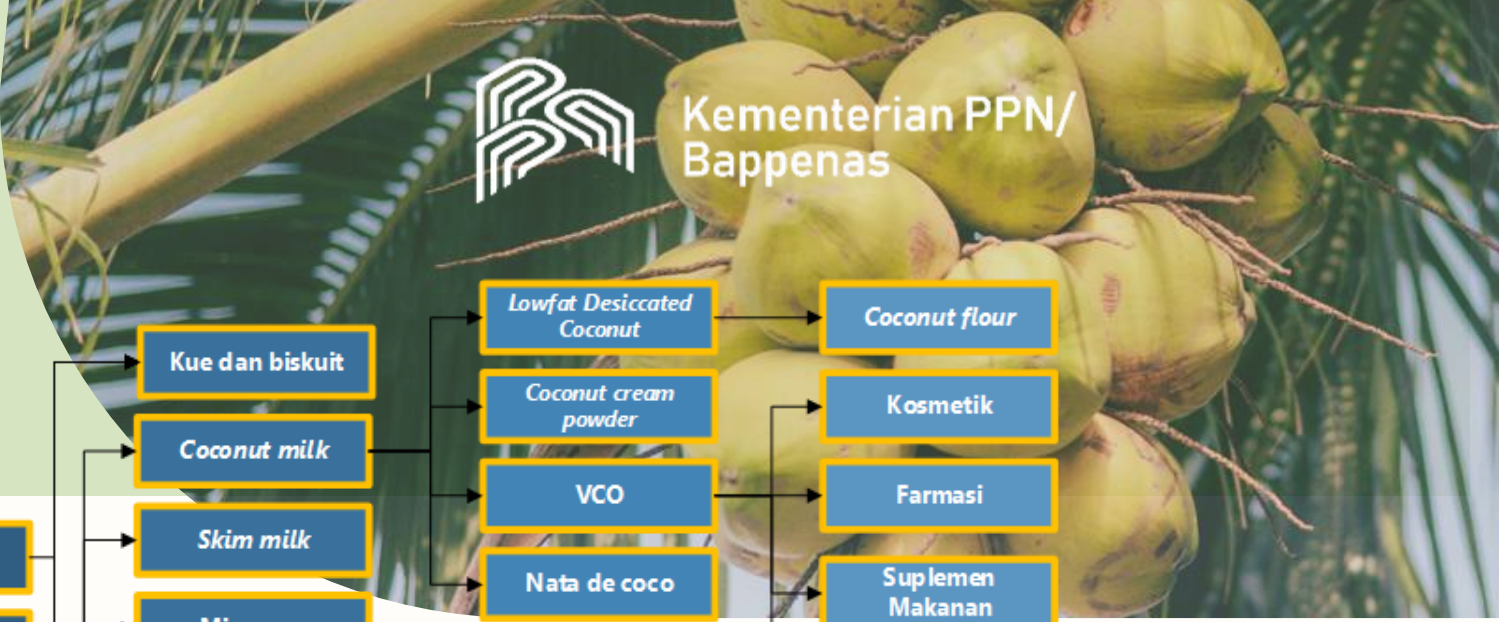 Kementerian PPN/
Bappenas
Lowfat Desiccated
Coconut
Coconut flour
Kue dan biskuit
Coconut cream
powder
Kosmetik
Coconut milk
VCO
Farmasi
Skim milk
Nata de coco
Suplemen
Makanan